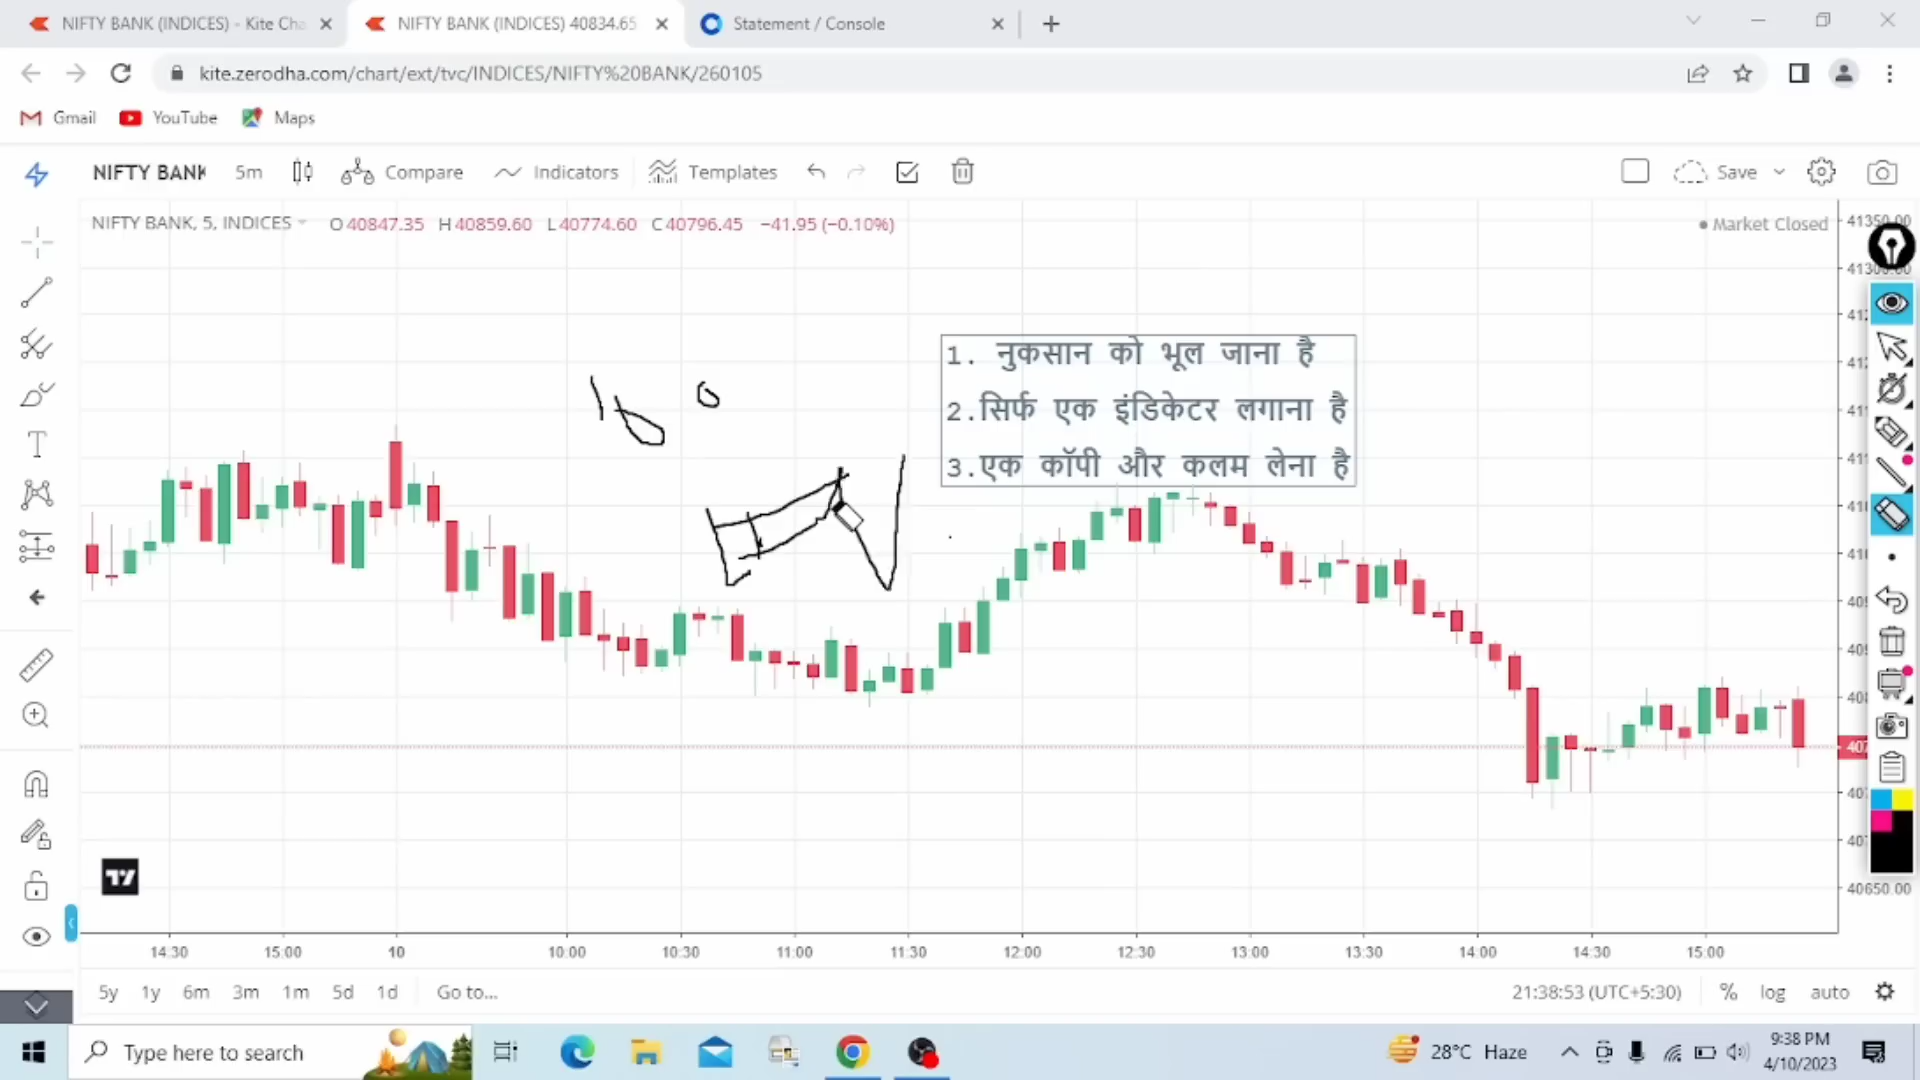 NIFTY BANK (INDICES) - Kite Cha
NIFTY BANK (INDICES) 40834.65
Statement / Console
kite.zerodha.com/chart/ext/tvc/INDICES/NIFTY%20BANK/260105
Gmail YouTube Maps
NIFTY BANK 5m Compare Indicators Templates Save
NIFTY BANK, 5, INDICES O40847.35 H40859.60 L40774.60 C40796.45 −41.95 (−0.10%)
Market Closed
41350.00
1. नुकसान को भूल जाना है
2.सिर्फ एक इंडिकेटर लगाना है
3.एक कॉपी और कलम लेना है
40650.00
14:30 15:00 10 10:00 10:30 11:00 11:30 12:00 12:30 13:00 13:30 14:00 14:30 15:00
5y 1y 6m 3m 1m 5d 1d Go to...
21:38:53 (UTC+5:30) % log auto
Type here to search
28°C Haze
9:38 PM
4/10/2023